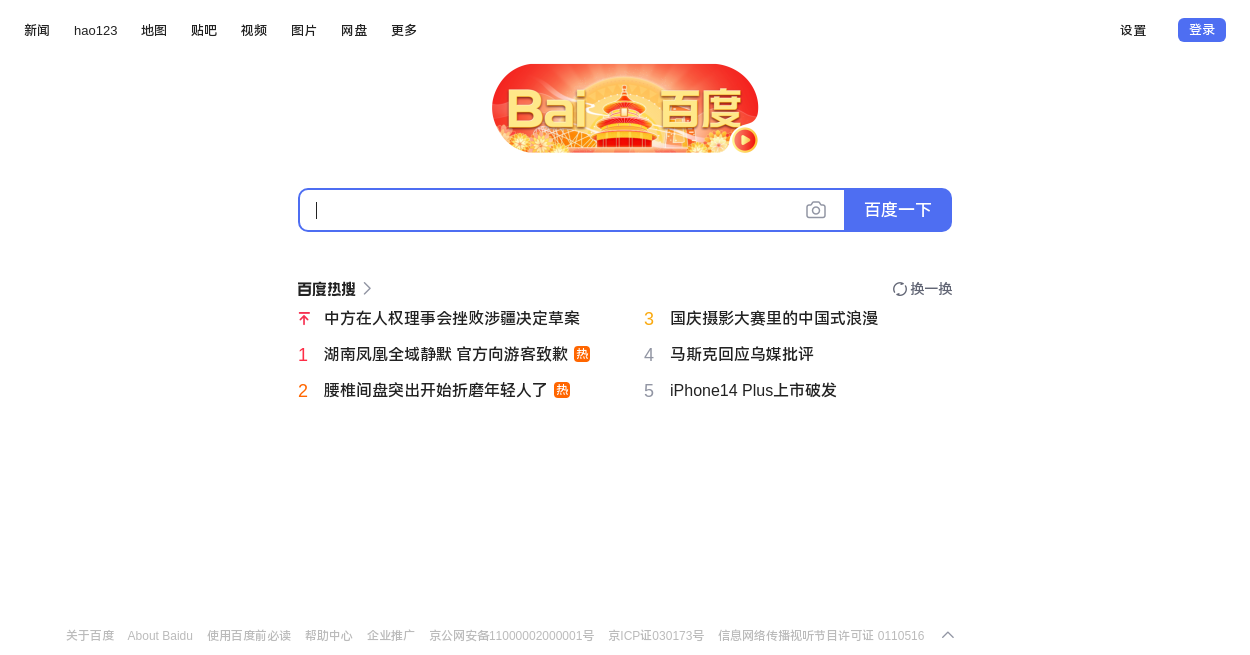 新闻 hao123 地图 贴吧 视频 图片 网盘 更多 设置 登录
Bai 百度
百度一下
百度热搜 换一换
中方在人权理事会挫败涉疆决定草案
3 国庆摄影大赛里的中国式浪漫
1 湖南凤凰全域静默 官方向游客致歉 热
4 马斯克回应乌媒批评
2 腰椎间盘突出开始折磨年轻人了 热
5 iPhone14 Plus上市破发
关于百度 About Baidu 使用百度前必读 帮助中心 企业推广 京公网安备11000002000001号 京ICP证030173号 信息网络传播视听节目许可证 0110516